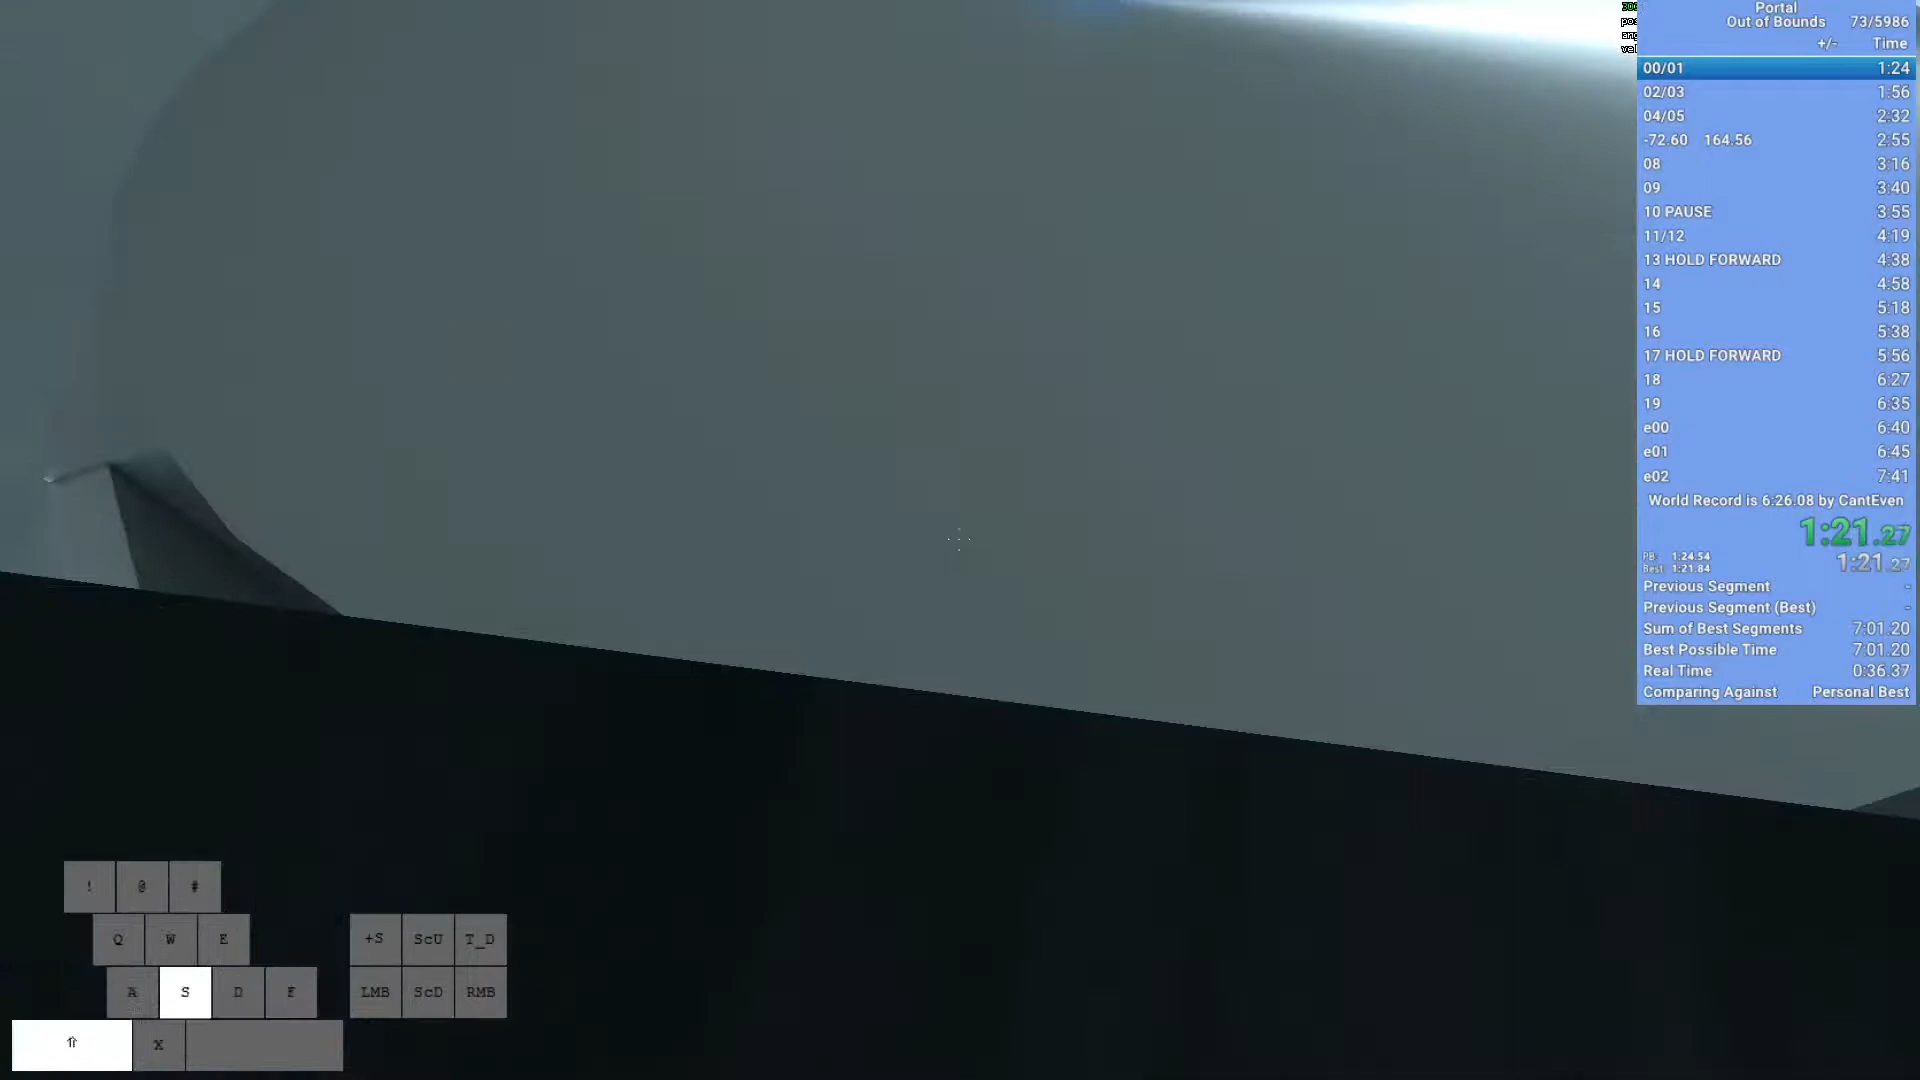 Portal
Out of Bounds 73/5986
+/- Time
00/01 1:24
02/03 1:56
04/05 2:32
-72.60 164.56 2:55
08 3:16
09 3:40
10 PAUSE 3:55
11/12 4:19
13 HOLD FORWARD 4:38
14 4:58
15 5:18
16 5:38
17 HOLD FORWARD 5:56
18 6:27
19 6:35
e00 6:40
e01 6:45
e02 7:41
World Record is 6:26.08 by CantEven
1:21.27
PB: 1:24.54
Best: 1:21.84 1:21.27
Previous Segment -
Previous Segment (Best) -
Sum of Best Segments 7:01.20
Best Possible Time 7:01.20
Real Time 0:36.37
Comparing Against Personal Best
! @ #
Q W E +S ScU T_D
A S D F LMB ScD RMB
⇑ X